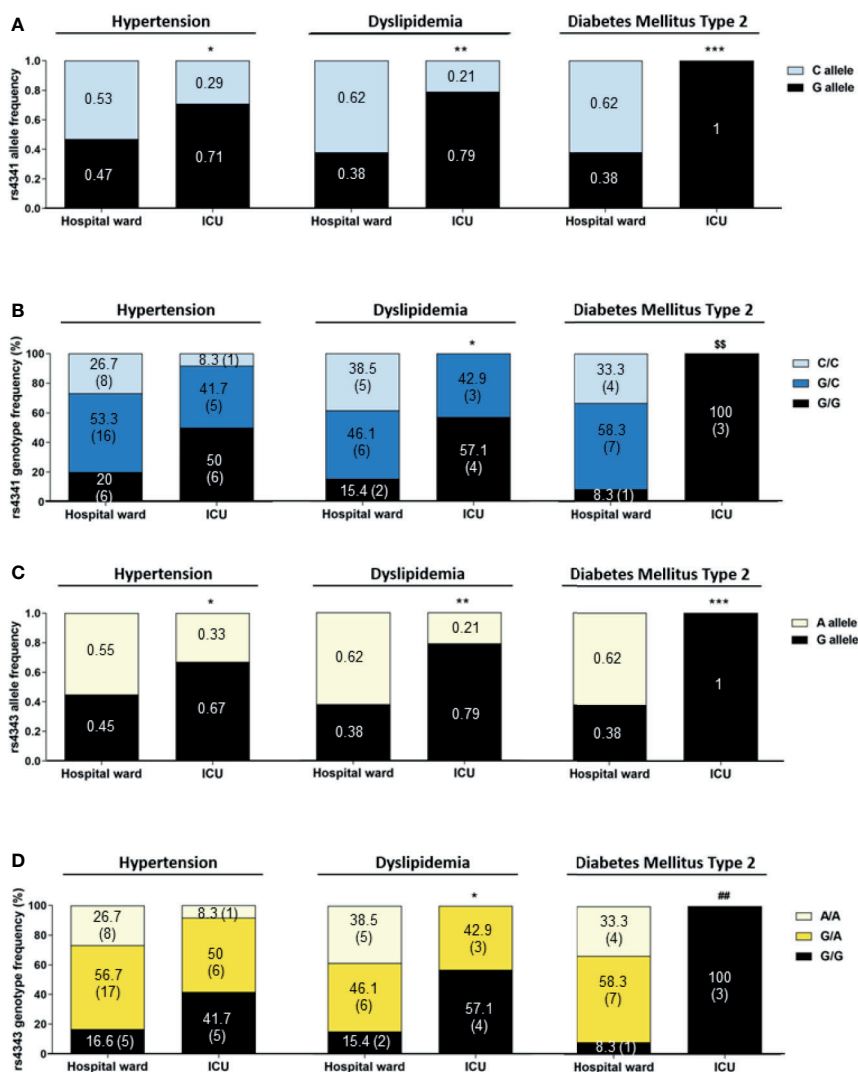 A
Hypertension
Dyslipidemia
Diabetes Mellitus Type 2
rs4341 allele frequency
1.0
0.8
0.6
0.4
0.2
0.0
*
**
***
0.53
0.29
0.62
0.21
0.62
0.47
0.71
0.38
0.79
0.38
1
Hospital ward
ICU
Hospital ward
ICU
Hospital ward
ICU
C allele
G allele
B
Hypertension
Dyslipidemia
Diabetes Mellitus Type 2
rs4341 genotype frequency (%)
100
80
60
40
20
0
*
$$
26.7
(8)
53.3
(16)
20
(6)
8.3 (1)
41.7
(5)
50
(6)
38.5
(5)
46.1
(6)
15.4 (2)
42.9
(3)
57.1
(4)
33.3
(4)
58.3
(7)
8.3 (1)
100
(3)
Hospital ward
ICU
Hospital ward
ICU
Hospital ward
ICU
C/C
G/C
G/G
C
Hypertension
Dyslipidemia
Diabetes Mellitus Type 2
rs4343 allele frequency
1.0
0.8
0.6
0.4
0.2
0.0
*
**
***
0.55
0.33
0.62
0.21
0.62
0.45
0.67
0.38
0.79
0.38
1
Hospital ward
ICU
Hospital ward
ICU
Hospital ward
ICU
A allele
G allele
D
Hypertension
Dyslipidemia
Diabetes Mellitus Type 2
rs4343 genotype frequency (%)
100
80
60
40
20
0
*
##
26.7
(8)
56.7
(17)
16.6 (5)
8.3 (1)
50
(6)
41.7
(5)
38.5
(5)
46.1
(6)
15.4 (2)
42.9
(3)
57.1
(4)
33.3
(4)
58.3
(7)
8.3 (1)
100
(3)
Hospital ward
ICU
Hospital ward
ICU
Hospital ward
ICU
A/A
G/A
G/G